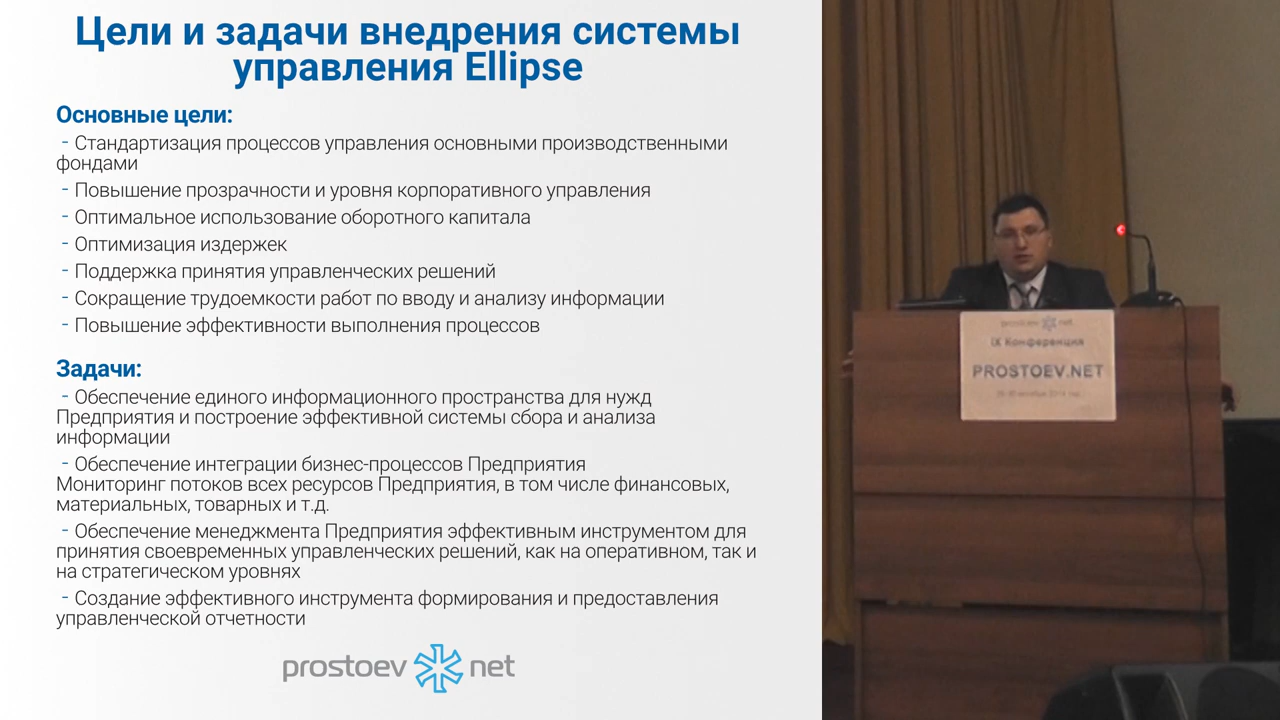 Цели и задачи внедрения системы
управления Ellipse
Основные цели:
- Стандартизация процессов управления основными производственными
фондами
- Повышение прозрачности и уровня корпоративного управления
- Оптимальное использование оборотного капитала
- Оптимизация издержек
- Поддержка принятия управленческих решений
- Сокращение трудоемкости работ по вводу и анализу информации
- Повышение эффективности выполнения процессов
Задачи:
- Обеспечение единого информационного пространства для нужд
Предприятия и построение эффективной системы сбора и анализа
информации
- Обеспечение интеграции бизнес-процессов Предприятия
Мониторинг потоков всех ресурсов Предприятия, в том числе финансовых,
материальных, товарных и т.д.
- Обеспечение менеджмента Предприятия эффективным инструментом для
принятия своевременных управленческих решений, как на оперативном, так и
на стратегическом уровнях
- Создание эффективного инструмента формирования и предоставления
управленческой отчетности
prostoev net
prostoev net
IX Конференция
PROSTOEV.NET